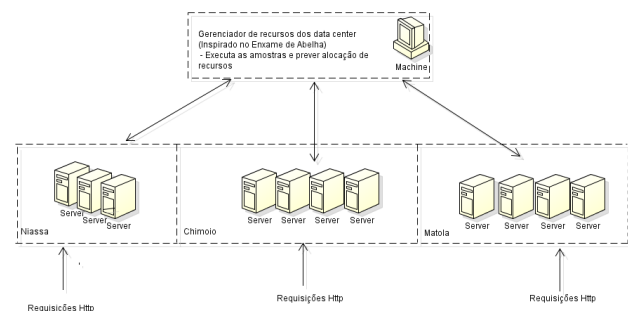 Gerenciador de recursos dos data center
(Inspirado no Enxame de Abelha)
- Executa as amostras e prever alocação de
recursos
Machine
Server
Server
Server
Niassa
Server
Server
Server
Server
Chimoio
Server
Server
Server
Server
Matola
Requisições Http
Requisições Http
Requisições Http